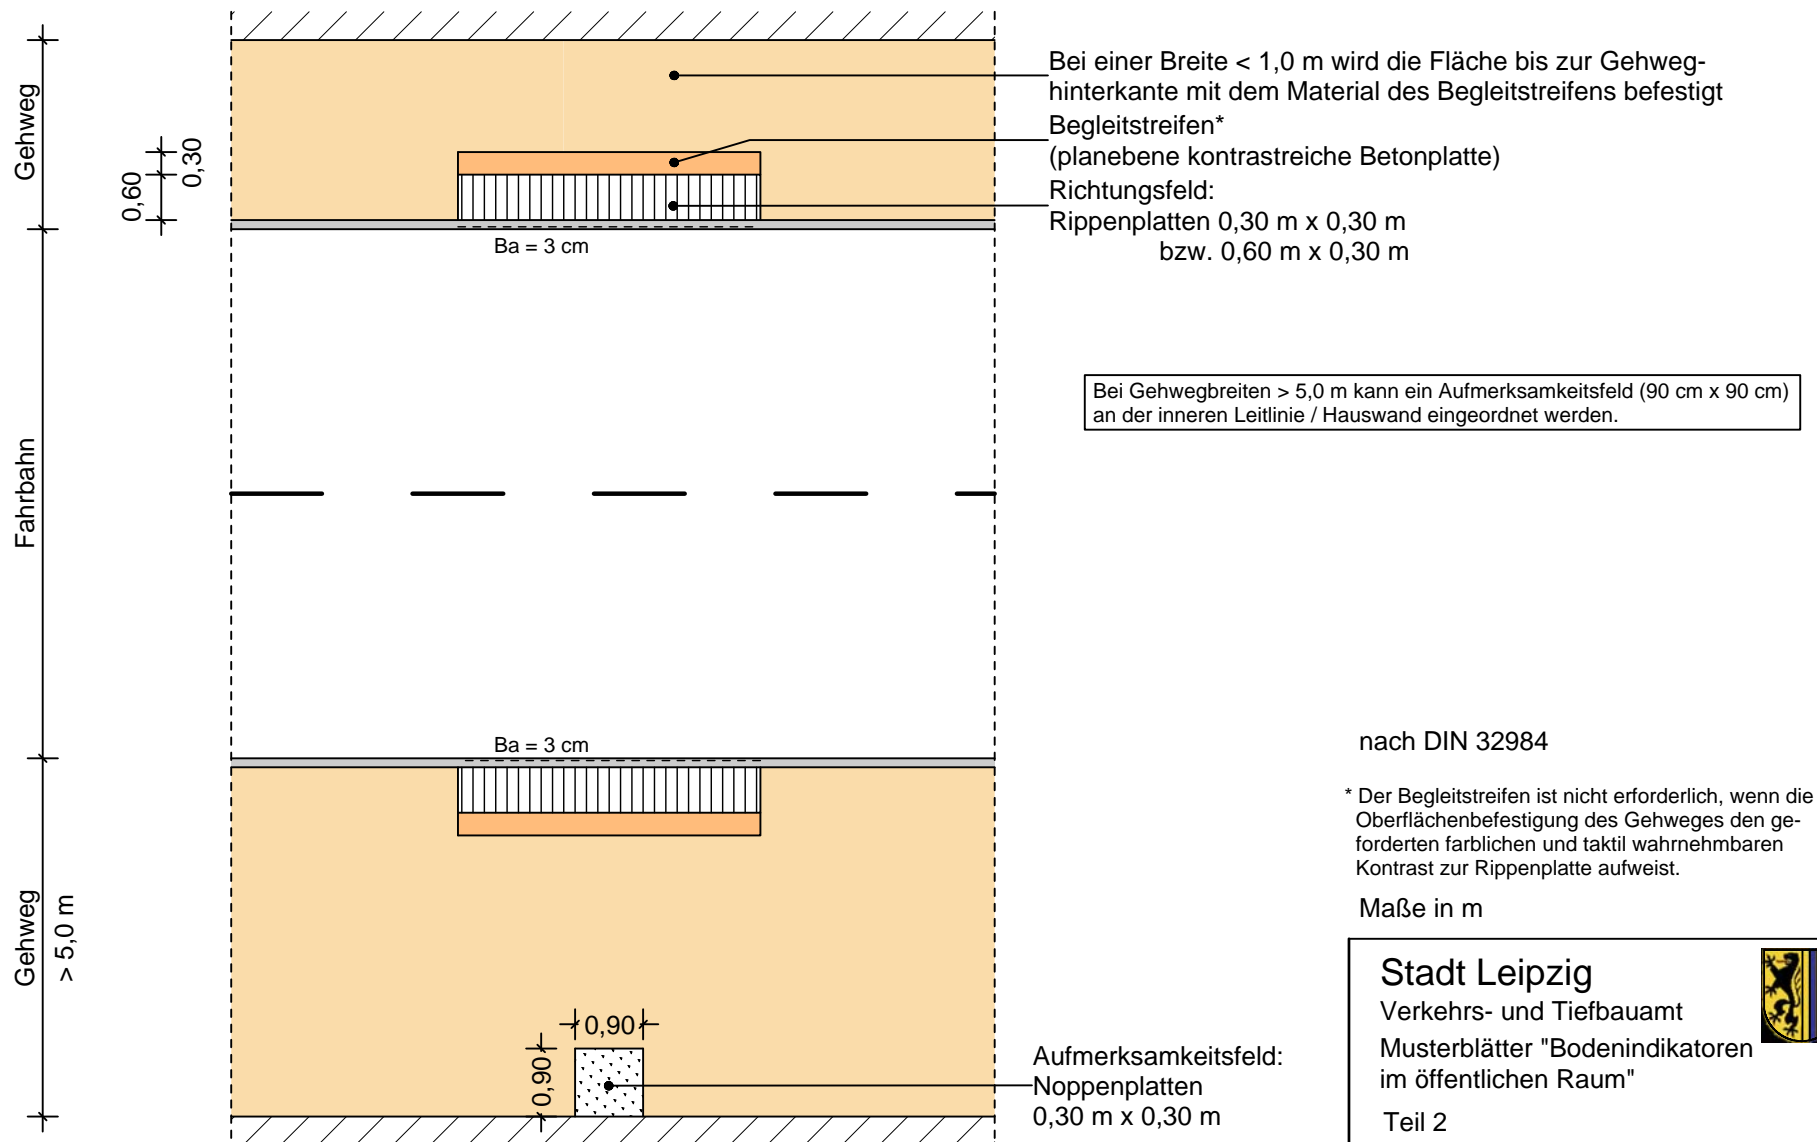 Gehweg
0,60
0,30
Bei einer Breite < 1,0 m wird die Fläche bis zur Gehweg-
hinterkante mit dem Material des Begleitstreifens befestigt
Begleitstreifen*
(planebene kontrastreiche Betonplatte)
Richtungsfeld:
Rippenplatten 0,30 m x 0,30 m
bzw. 0,60 m x 0,30 m
Ba = 3 cm
Bei Gehwegbreiten > 5,0 m kann ein Aufmerksamkeitsfeld (90 cm x 90 cm)
an der inneren Leitlinie / Hauswand eingeordnet werden.
Fahrbahn
Ba = 3 cm
nach DIN 32984
* Der Begleitstreifen ist nicht erforderlich, wenn die
Oberflächenbefestigung des Gehweges den ge-
forderten farblichen und taktil wahrnehmbaren
Kontrast zur Rippenplatte aufweist.
Maße in m
Gehweg
> 5,0 m
0,90
0,90
Aufmerksamkeitsfeld:
Noppenplatten
0,30 m x 0,30 m
Stadt Leipzig
Verkehrs- und Tiefbauamt
Musterblätter "Bodenindikatoren
im öffentlichen Raum"
Teil 2